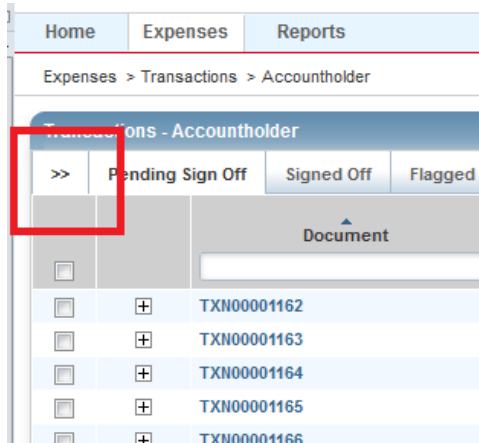 Home Expenses Reports
Expenses > Transactions > Accountholder
Transactions - Accountholder
>> Pending Sign Off Signed Off Flagged
Document
TXN00001162
TXN00001163
TXN00001164
TXN00001165
TXN00001166